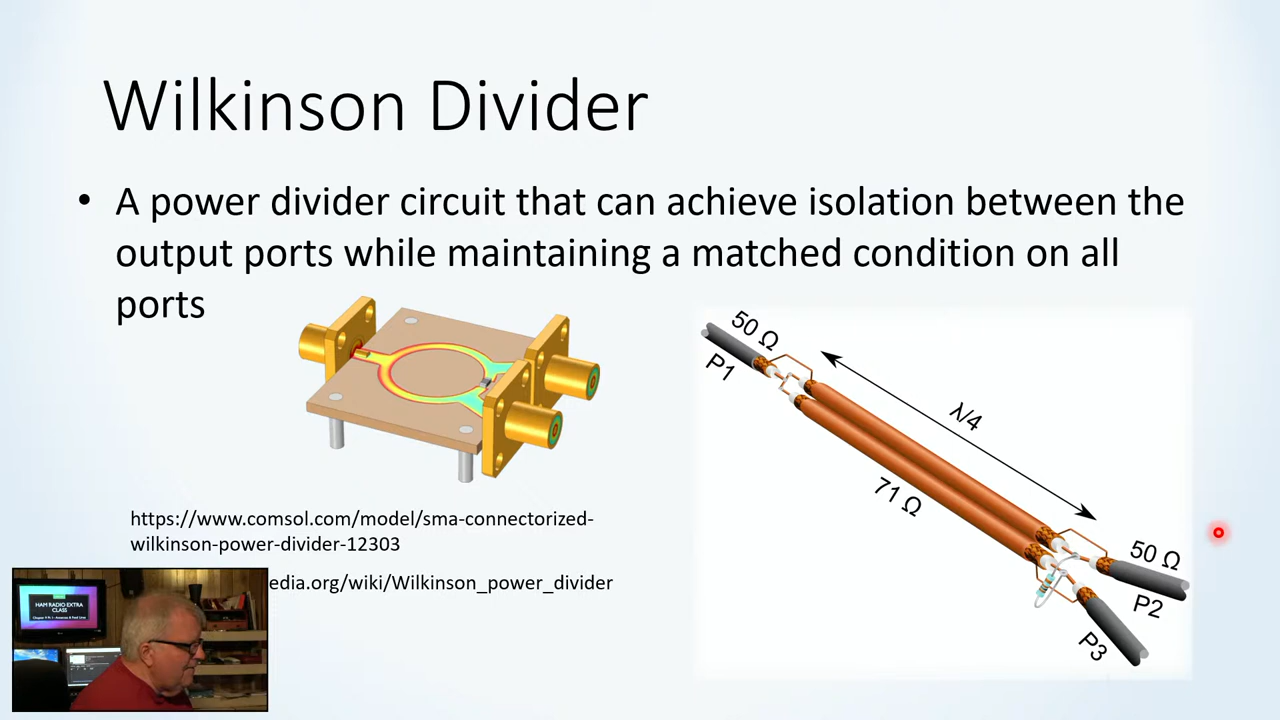 Wilkinson Divider
• A power divider circuit that can achieve isolation between the
output ports while maintaining a matched condition on all
ports
50 Ω
P1
λ/4
71 Ω
50 Ω
P2
P3
https://www.comsol.com/model/sma-connectorized-
wilkinson-power-divider-12303
edia.org/wiki/Wilkinson_power_divider
HAM RADIO EXTRA
CLASS